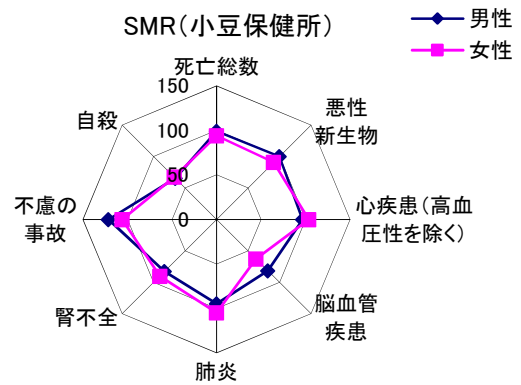 SMR(小豆保健所)
男性
女性
死亡総数
悪性
新生物
心疾患(高血
圧性を除く)
脳血管
疾患
肺炎
腎不全
不慮の
事故
自殺
150
100
50
0